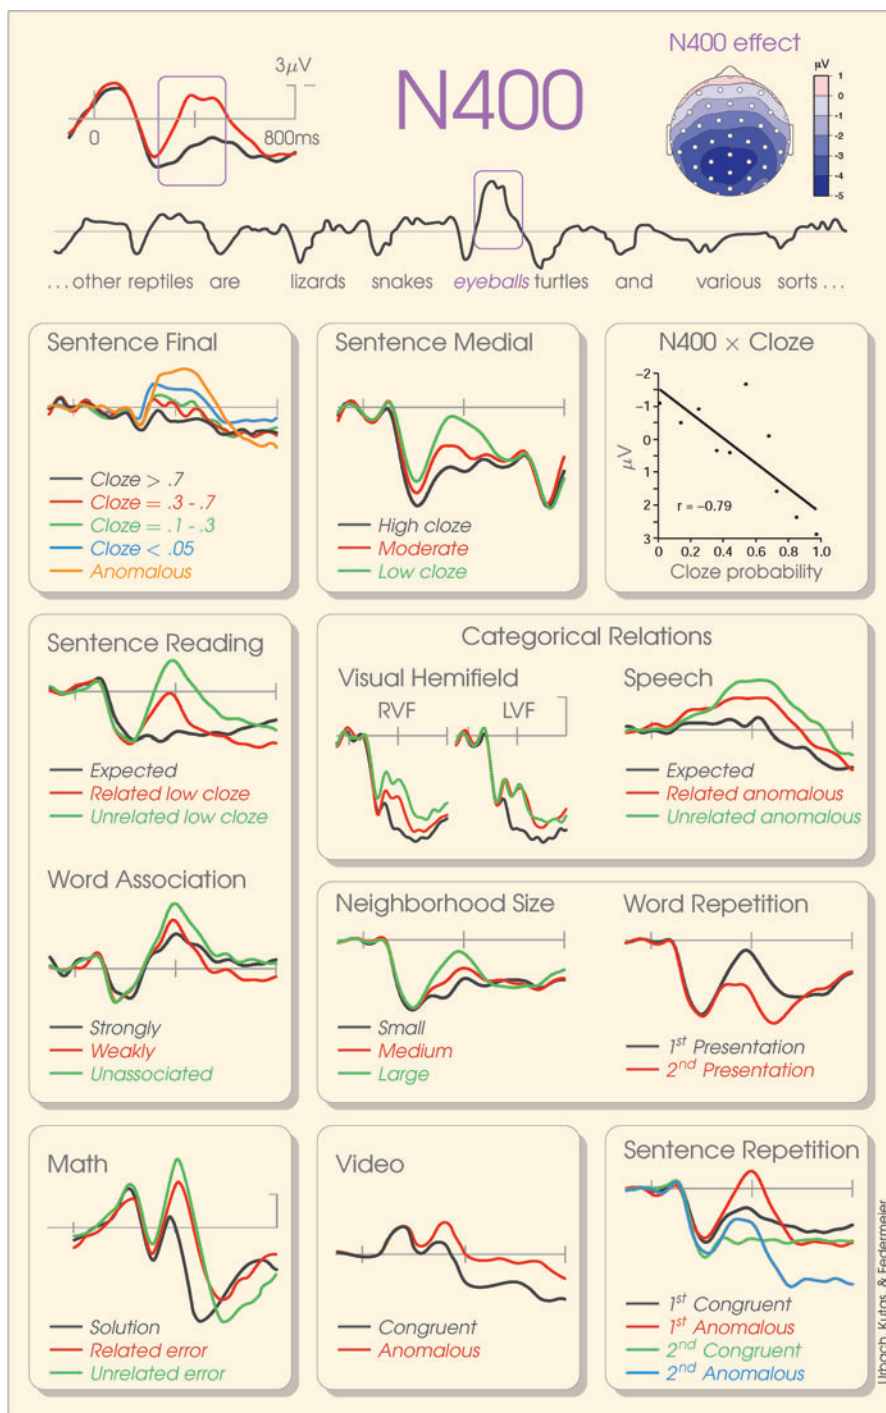 N400
3µV
0
800ms
N400 effect
µV
1
0
-1
-2
-3
-4
-5
...other reptiles are lizards snakes eyeballs turtles and various sorts ...
Sentence Final
Cloze > .7
Cloze = .3 - .7
Cloze = .1 - .3
Cloze < .05
Anomalous
Sentence Medial
High cloze
Moderate
Low cloze
N400 × Cloze
µV
−2
−1
0
1
2
3
r = −0.79
0 0.2 0.4 0.6 0.8 1.0
Cloze probability
Sentence Reading
Expected
Related low cloze
Unrelated low cloze
Word Association
Strongly
Weakly
Unassociated
Categorical Relations
Visual Hemifield
RVF LVF
Speech
Expected
Related anomalous
Unrelated anomalous
Neighborhood Size
Small
Medium
Large
Word Repetition
1st Presentation
2nd Presentation
Math
Solution
Related error
Unrelated error
Video
Congruent
Anomalous
Sentence Repetition
1st Congruent
1st Anomalous
2nd Congruent
2nd Anomalous
Urbach, Kutas, & Federmeier